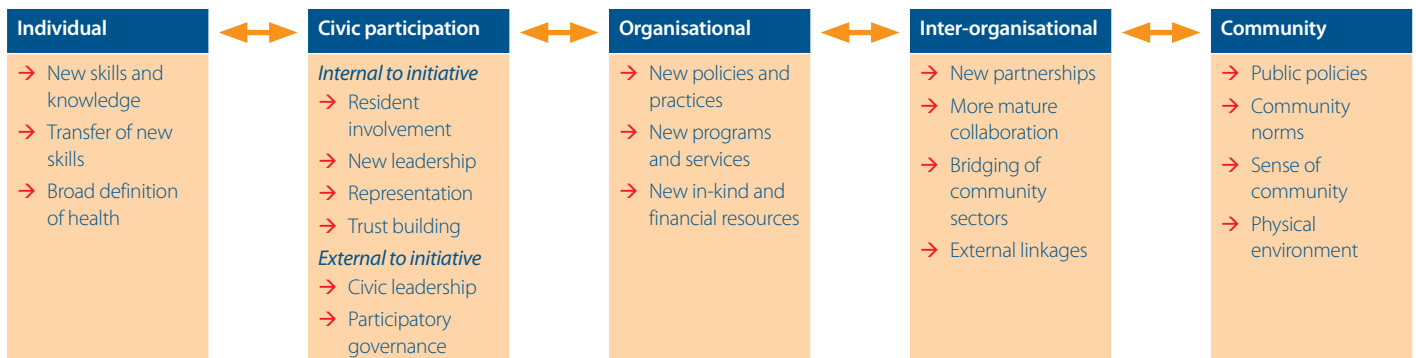 Individual
→ New skills and
knowledge
→ Transfer of new
skills
→ Broad definition
of health
Civic participation
Internal to initiative
→ Resident
involvement
→ New leadership
→ Representation
→ Trust building
External to initiative
→ Civic leadership
→ Participatory
governance
Organisational
→ New policies and
practices
→ New programs
and services
→ New in-kind and
financial resources
Inter-organisational
→ New partnerships
→ More mature
collaboration
→ Bridging of
community
sectors
→ External linkages
Community
→ Public policies
→ Community
norms
→ Sense of
community
→ Physical
environment